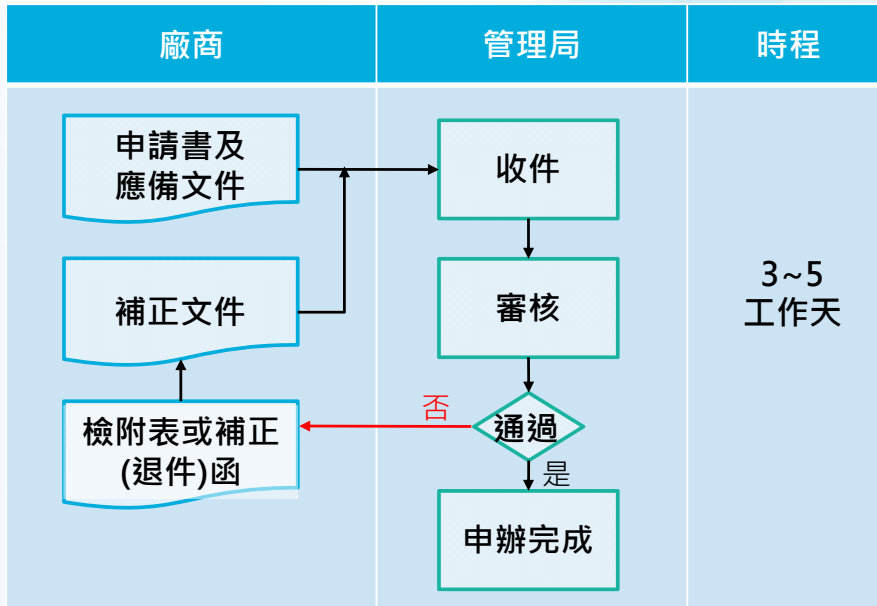 廠商
管理局
時程
申請書及
應備文件
收件
補正文件
審核
3~5
工作天
檢附表或補正
(退件)函
否
通過
是
申辦完成